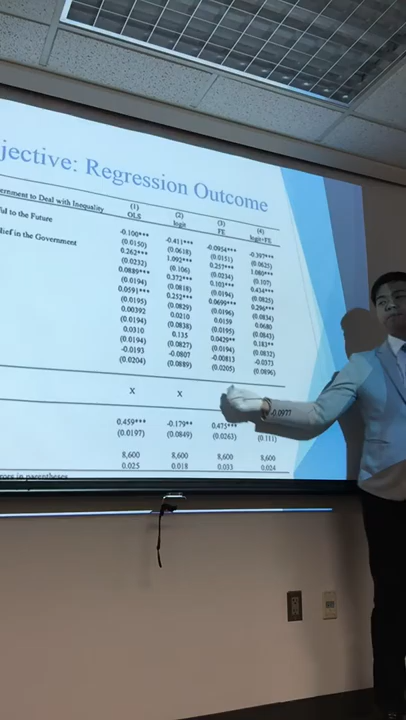 jective: Regression Outcome
ernment to Deal with Inequality (1) (2) (3) (4)
OLS logit FE logit+FE
ful to the Future -0.100*** -0.411*** -0.0954*** -0.397***
(0.0150) (0.0618) (0.0151) (0.0625)
lief in the Government 0.262*** 1.092*** 0.257*** 1.080***
(0.0232) (0.106) (0.0234) (0.107)
0.0889*** 0.372*** 0.103*** 0.434***
(0.0194) (0.0818) (0.0194) (0.0825)
0.0591*** 0.252*** 0.0699*** 0.296***
(0.0195) (0.0829) (0.0196) (0.0834)
0.00392 0.0210 0.0159 0.0680
(0.0194) (0.0838) (0.0195) (0.0843)
0.0310 0.135 0.0429** 0.183**
(0.0194) (0.0827) (0.0194) (0.0832)
-0.0193 -0.0807 -0.00813 -0.0373
(0.0204) (0.0889) (0.0205) (0.0896)
X X
0.459*** -0.179** 0.475*** -0.0977
(0.0197) (0.0849) (0.0263) (0.111)
8,600 8,600 8,600 8,600
0.025 0.018 0.033 0.024
rors in parentheses